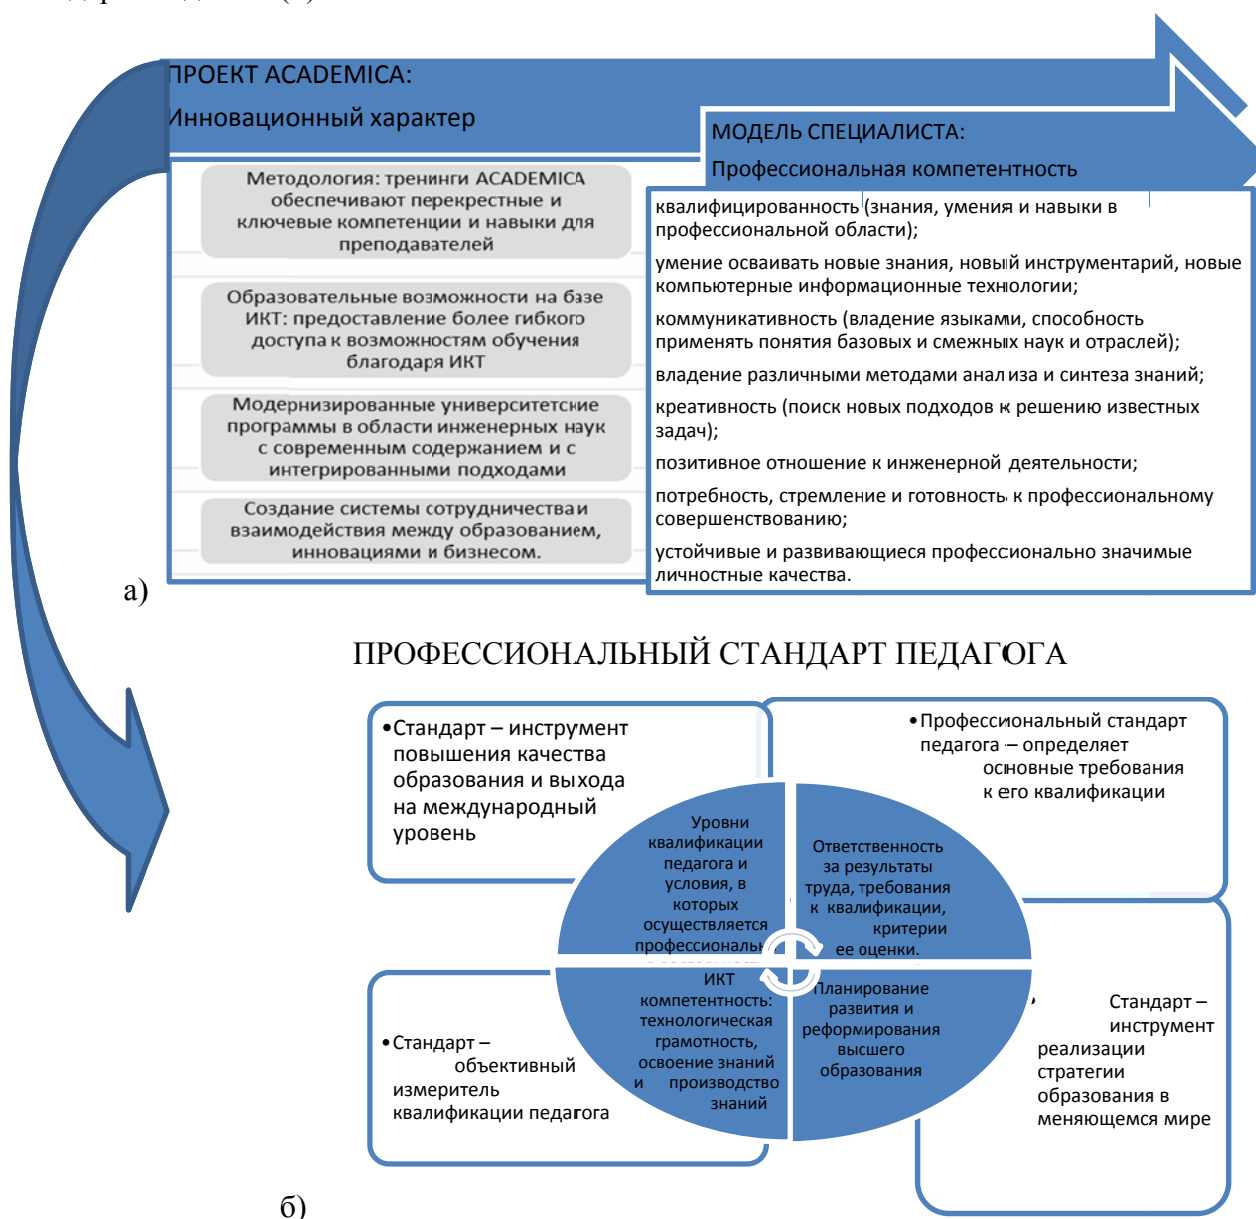 ПРОЕКТ ACADEMICA:
Инновационный характер
Методология: тренинги ACADEMICA
обеспечивают перекрестные и
ключевые компетенции и навыки для
преподавателей
Образовательные возможности на базе
ИКТ: предоставление более гибкого
доступа к возможностям обучения
благодаря ИКТ
Модернизированные университетские
программы в области инженерных наук
с современным содержанием и с
интегрированными подходами
Создание системы сотрудничества и
взаимодействия между образованием,
инновациями и бизнесом.
МОДЕЛЬ СПЕЦИАЛИСТА:
Профессиональная компетентность
квалифицированность (знания, умения и навыки в
профессиональной области);
умение осваивать новые знания, новый инструментарий, новые
компьютерные информационные технологии;
коммуникативность (владение языками, способность
применять понятия базовых и смежных наук и отраслей);
владение различными методами анализа и синтеза знаний;
креативность (поиск новых подходов к решению известных
задач);
позитивное отношение к инженерной деятельности;
потребность, стремление и готовность к профессиональному
совершенствованию;
устойчивые и развивающиеся профессионально значимые
личностные качества.
а)
ПРОФЕССИОНАЛЬНЫЙ СТАНДАРТ ПЕДАГОГА
•Стандарт – инструмент
повышения качества
образования и выхода
на международный
уровень
•Профессиональный стандарт
педагога – определяет
основные требования
к его квалификации
Уровни
квалификации
педагога и
условия, в
которых
осуществляется
профессиональн
Ответственность
за результаты
труда, требования
к квалификации,
критерии
ее оценки.
ИКТ
компетентность:
технологическая
грамотность,
освоение знаний
и производство
знаний
Планирование
развития и
реформирования
высшего
образования
•Стандарт –
объективный
измеритель
квалификации педагога
• Стандарт –
инструмент
реализации
стратегии
образования в
меняющемся мире
б)